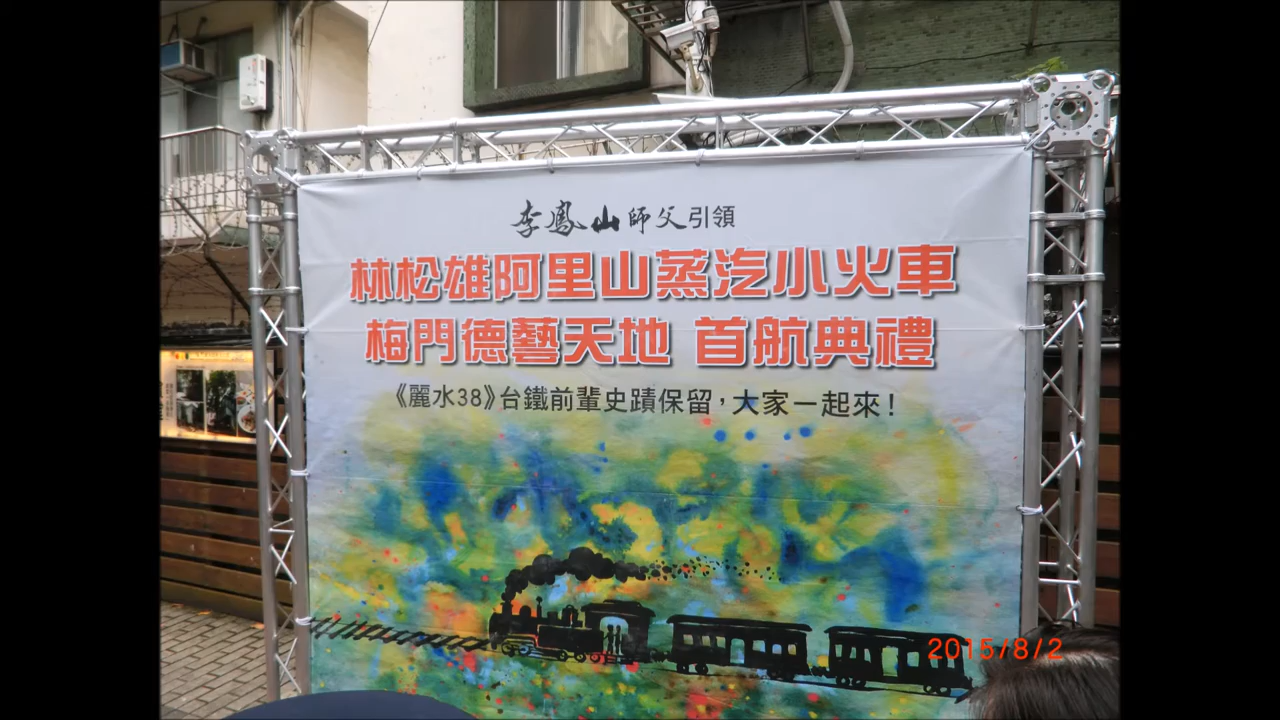 李鳳山師父引領
林松雄阿里山蒸汽小火車
梅門德藝天地 首航典禮
《麗水38》台鐵前輩史蹟保留，大家一起來！
2015/8/2